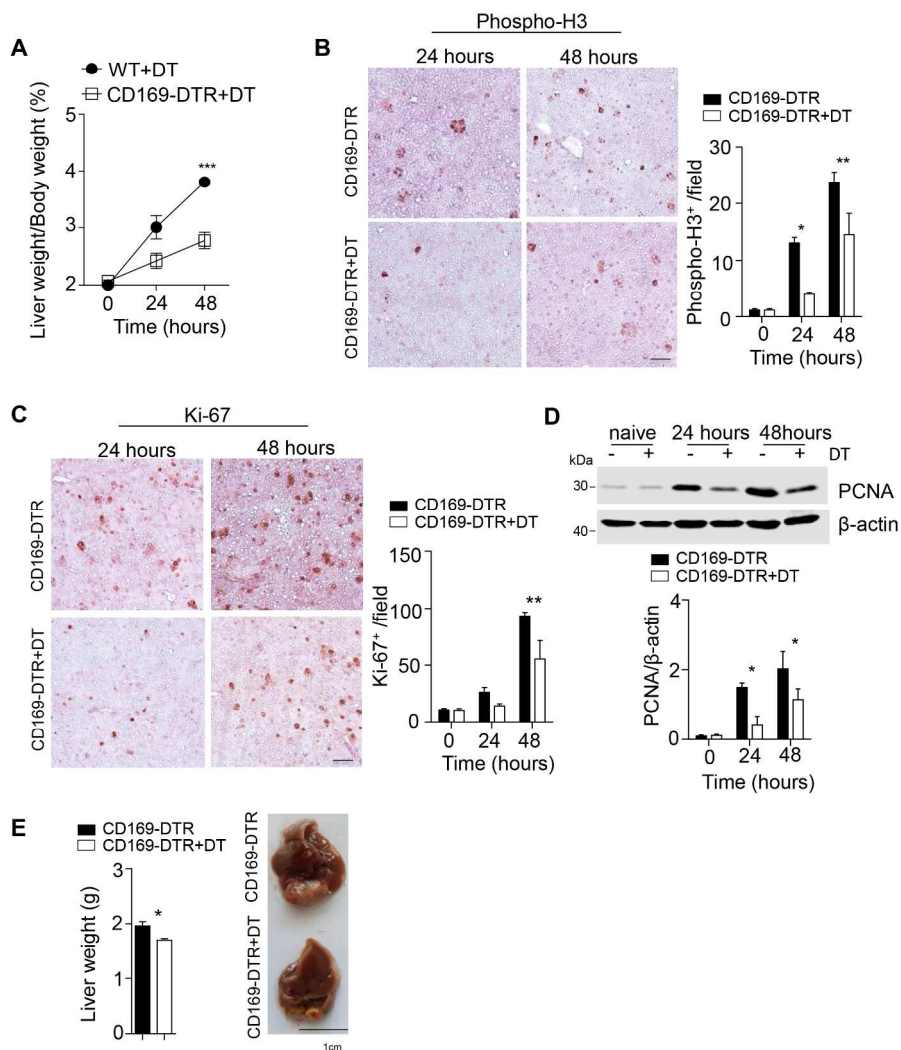 A
WT+DT
CD169-DTR+DT
Liver weight/Body weight (%)
5
4
3
2
***
0 24 48
Time (hours)
B
Phospho-H3
24 hours 48 hours
CD169-DTR
CD169-DTR+DT
CD169-DTR
CD169-DTR+DT
Phospho-H3⁺ /field
30
20
10
0
* **
0 24 48
Time (hours)
C
Ki-67
24 hours 48 hours
CD169-DTR
CD169-DTR+DT
CD169-DTR
CD169-DTR+DT
Ki-67⁺ /field
150
100
50
0
**
0 24 48
Time (hours)
D
naive 24 hours 48hours
kDa - + - + - + DT
30 PCNA
40 β-actin
CD169-DTR
CD169-DTR+DT
PCNA/β-actin
4
2
0
* *
0 24 48
Time (hours)
E
CD169-DTR
CD169-DTR+DT
Liver weight (g)
3
2
1
0
*
CD169-DTR
CD169-DTR+DT
1cm